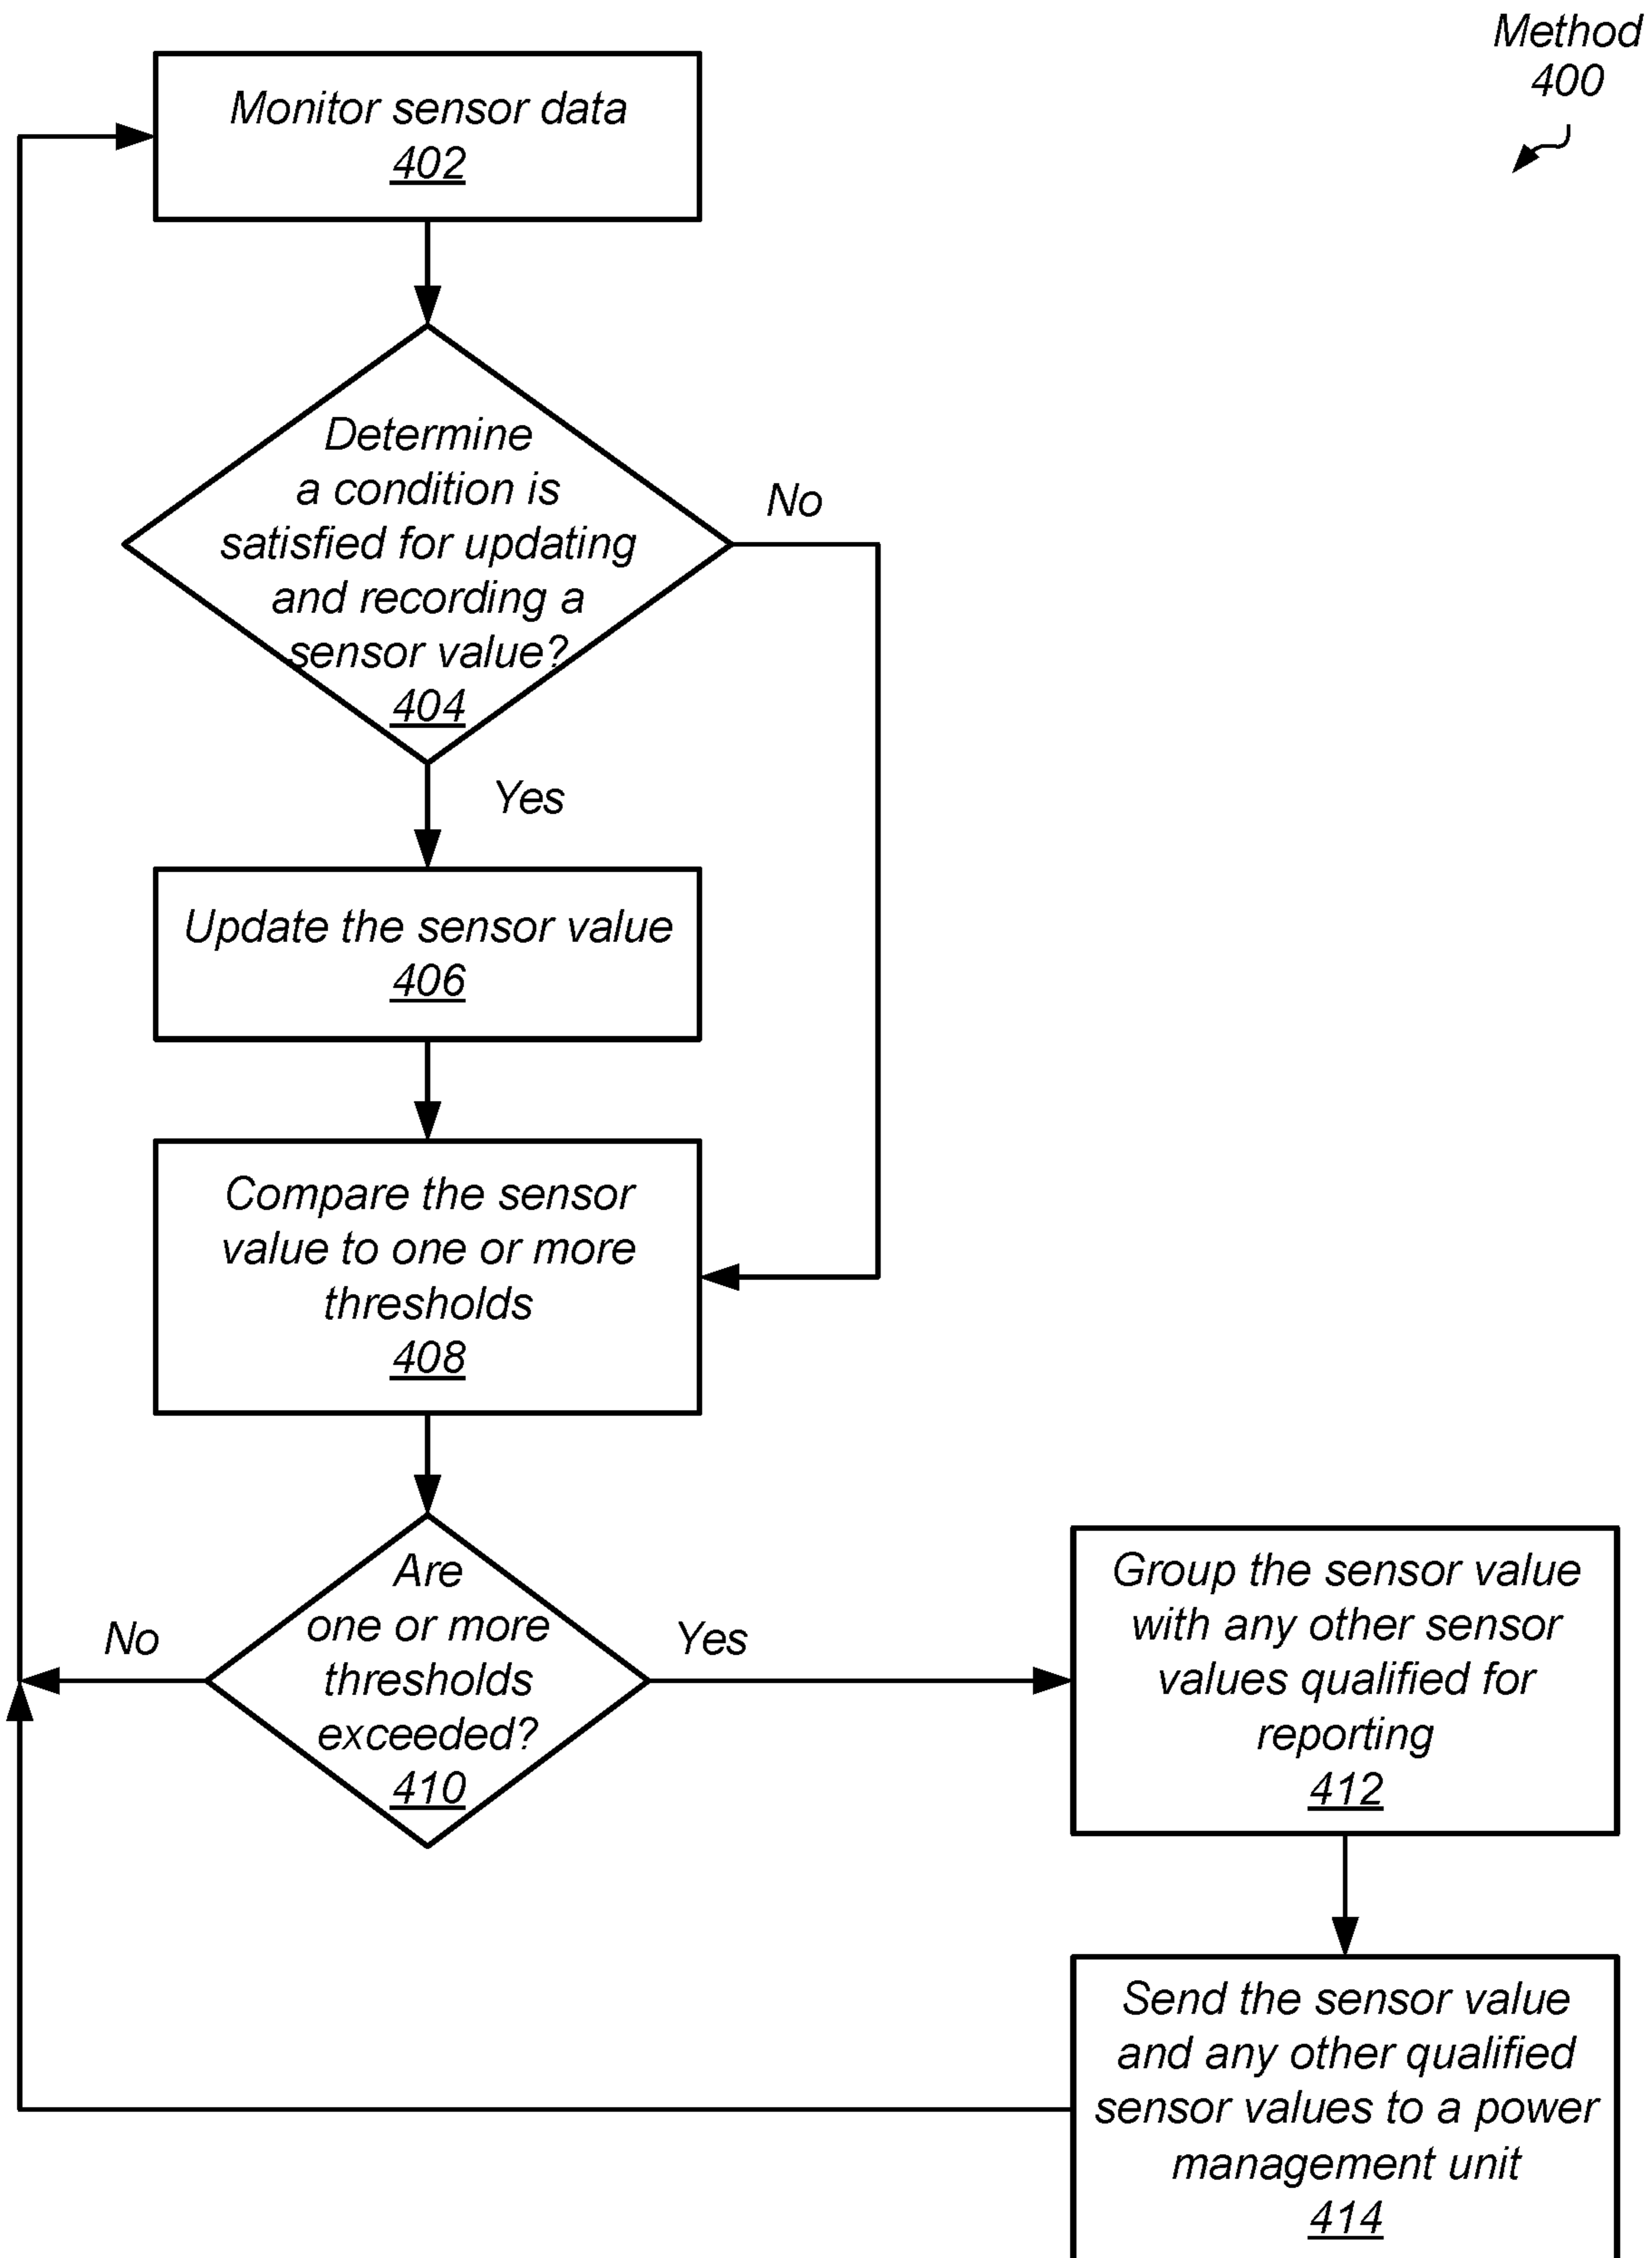 Method
400
Monitor sensor data
402
Determine
a condition is
satisfied for updating
and recording a
sensor value?
404
No
Yes
Update the sensor value
406
Compare the sensor
value to one or more
thresholds
408
Are
one or more
thresholds
exceeded?
410
No
Yes
Group the sensor value
with any other sensor
values qualified for
reporting
412
Send the sensor value
and any other qualified
sensor values to a power
management unit
414